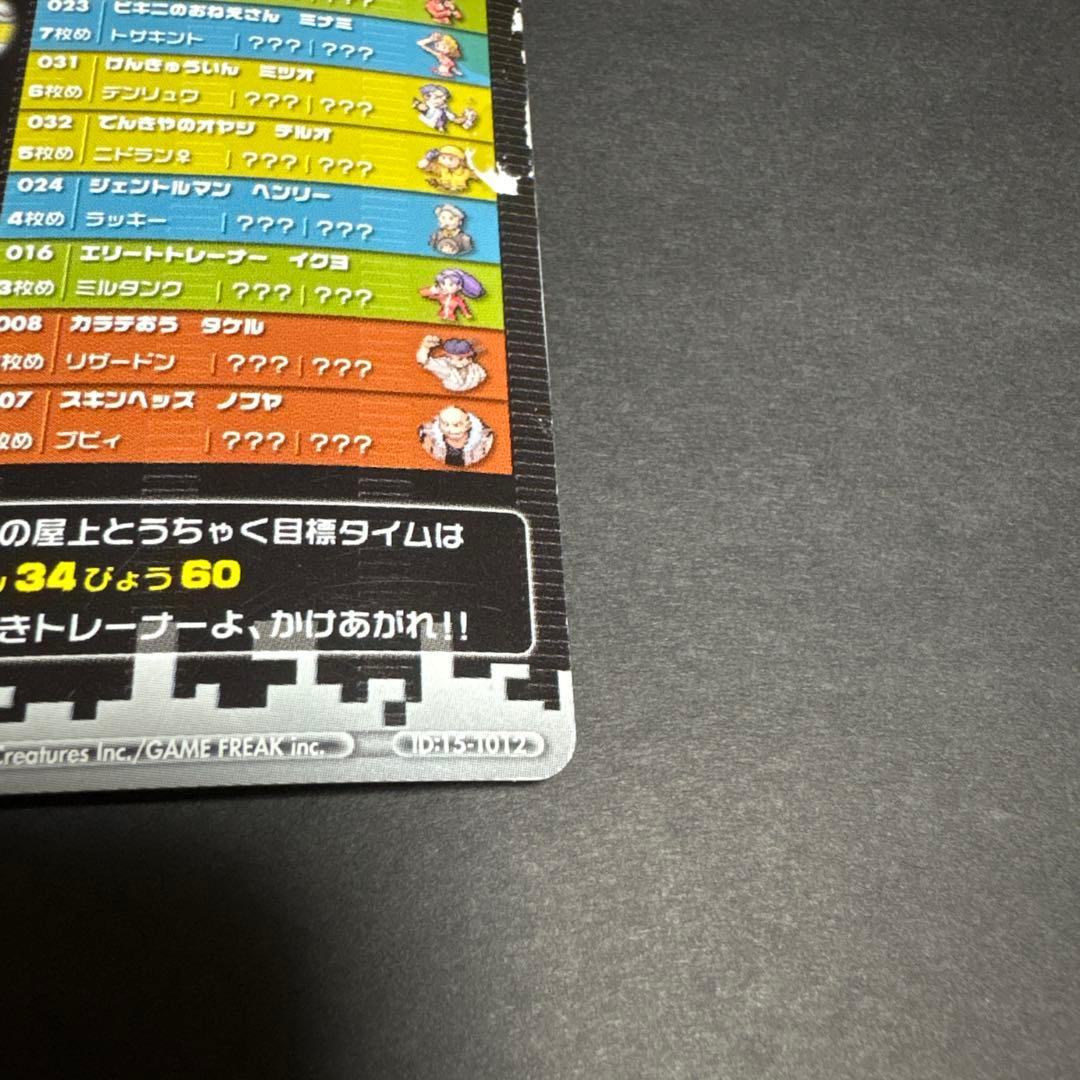 023 ビキニのおねえさん ミナミ
7枚め トサキント ??? ???
031 けんきゅういん ミツオ
6枚め デンリュウ ??? ???
032 てんきやのオヤジ テルオ
5枚め ニドラン♀ ??? ???
024 ジェントルマン ヘンリー
4枚め ラッキー ??? ???
016 エリートトレーナー イクヨ
3枚め ミルタンク ??? ???
008 カラテおう タケル
枚め リザードン ??? ???
07 スキンヘッズ ノブヤ
枚め ブビィ ??? ???
の屋上とうちゃく目標タイムは
34びょう60
きトレーナーよ、かけあがれ!!
Creatures Inc./GAME FREAK inc. ID:15-T012